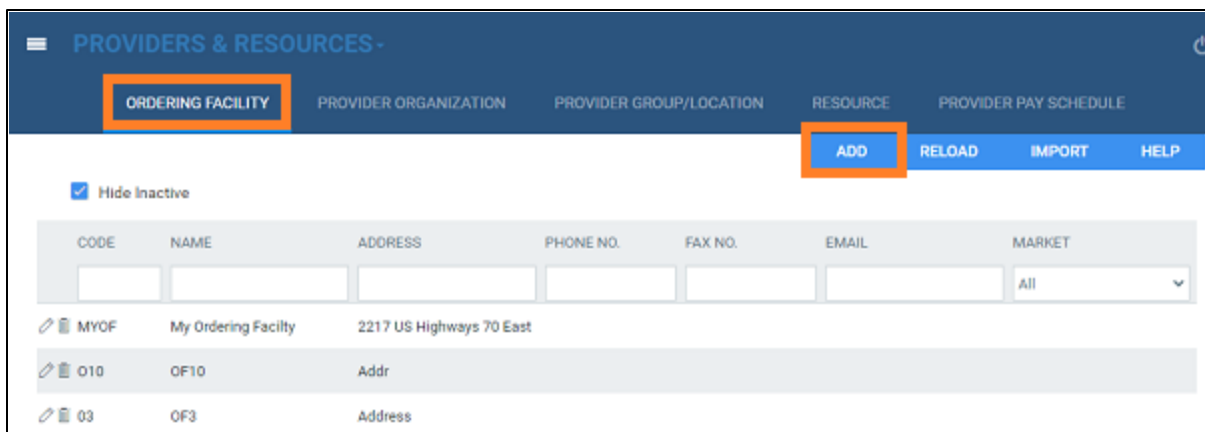 PROVIDERS & RESOURCES-
ORDERING FACILITY PROVIDER ORGANIZATION PROVIDER GROUP/LOCATION RESOURCE PROVIDER PAY SCHEDULE
ADD RELOAD IMPORT HELP
Hide Inactive
CODE NAME ADDRESS PHONE NO. FAX NO. EMAIL MARKET
All
MYOF My Ordering Facilty 2217 US Highways 70 East
O10 OF10 Addr
03 OF3 Address